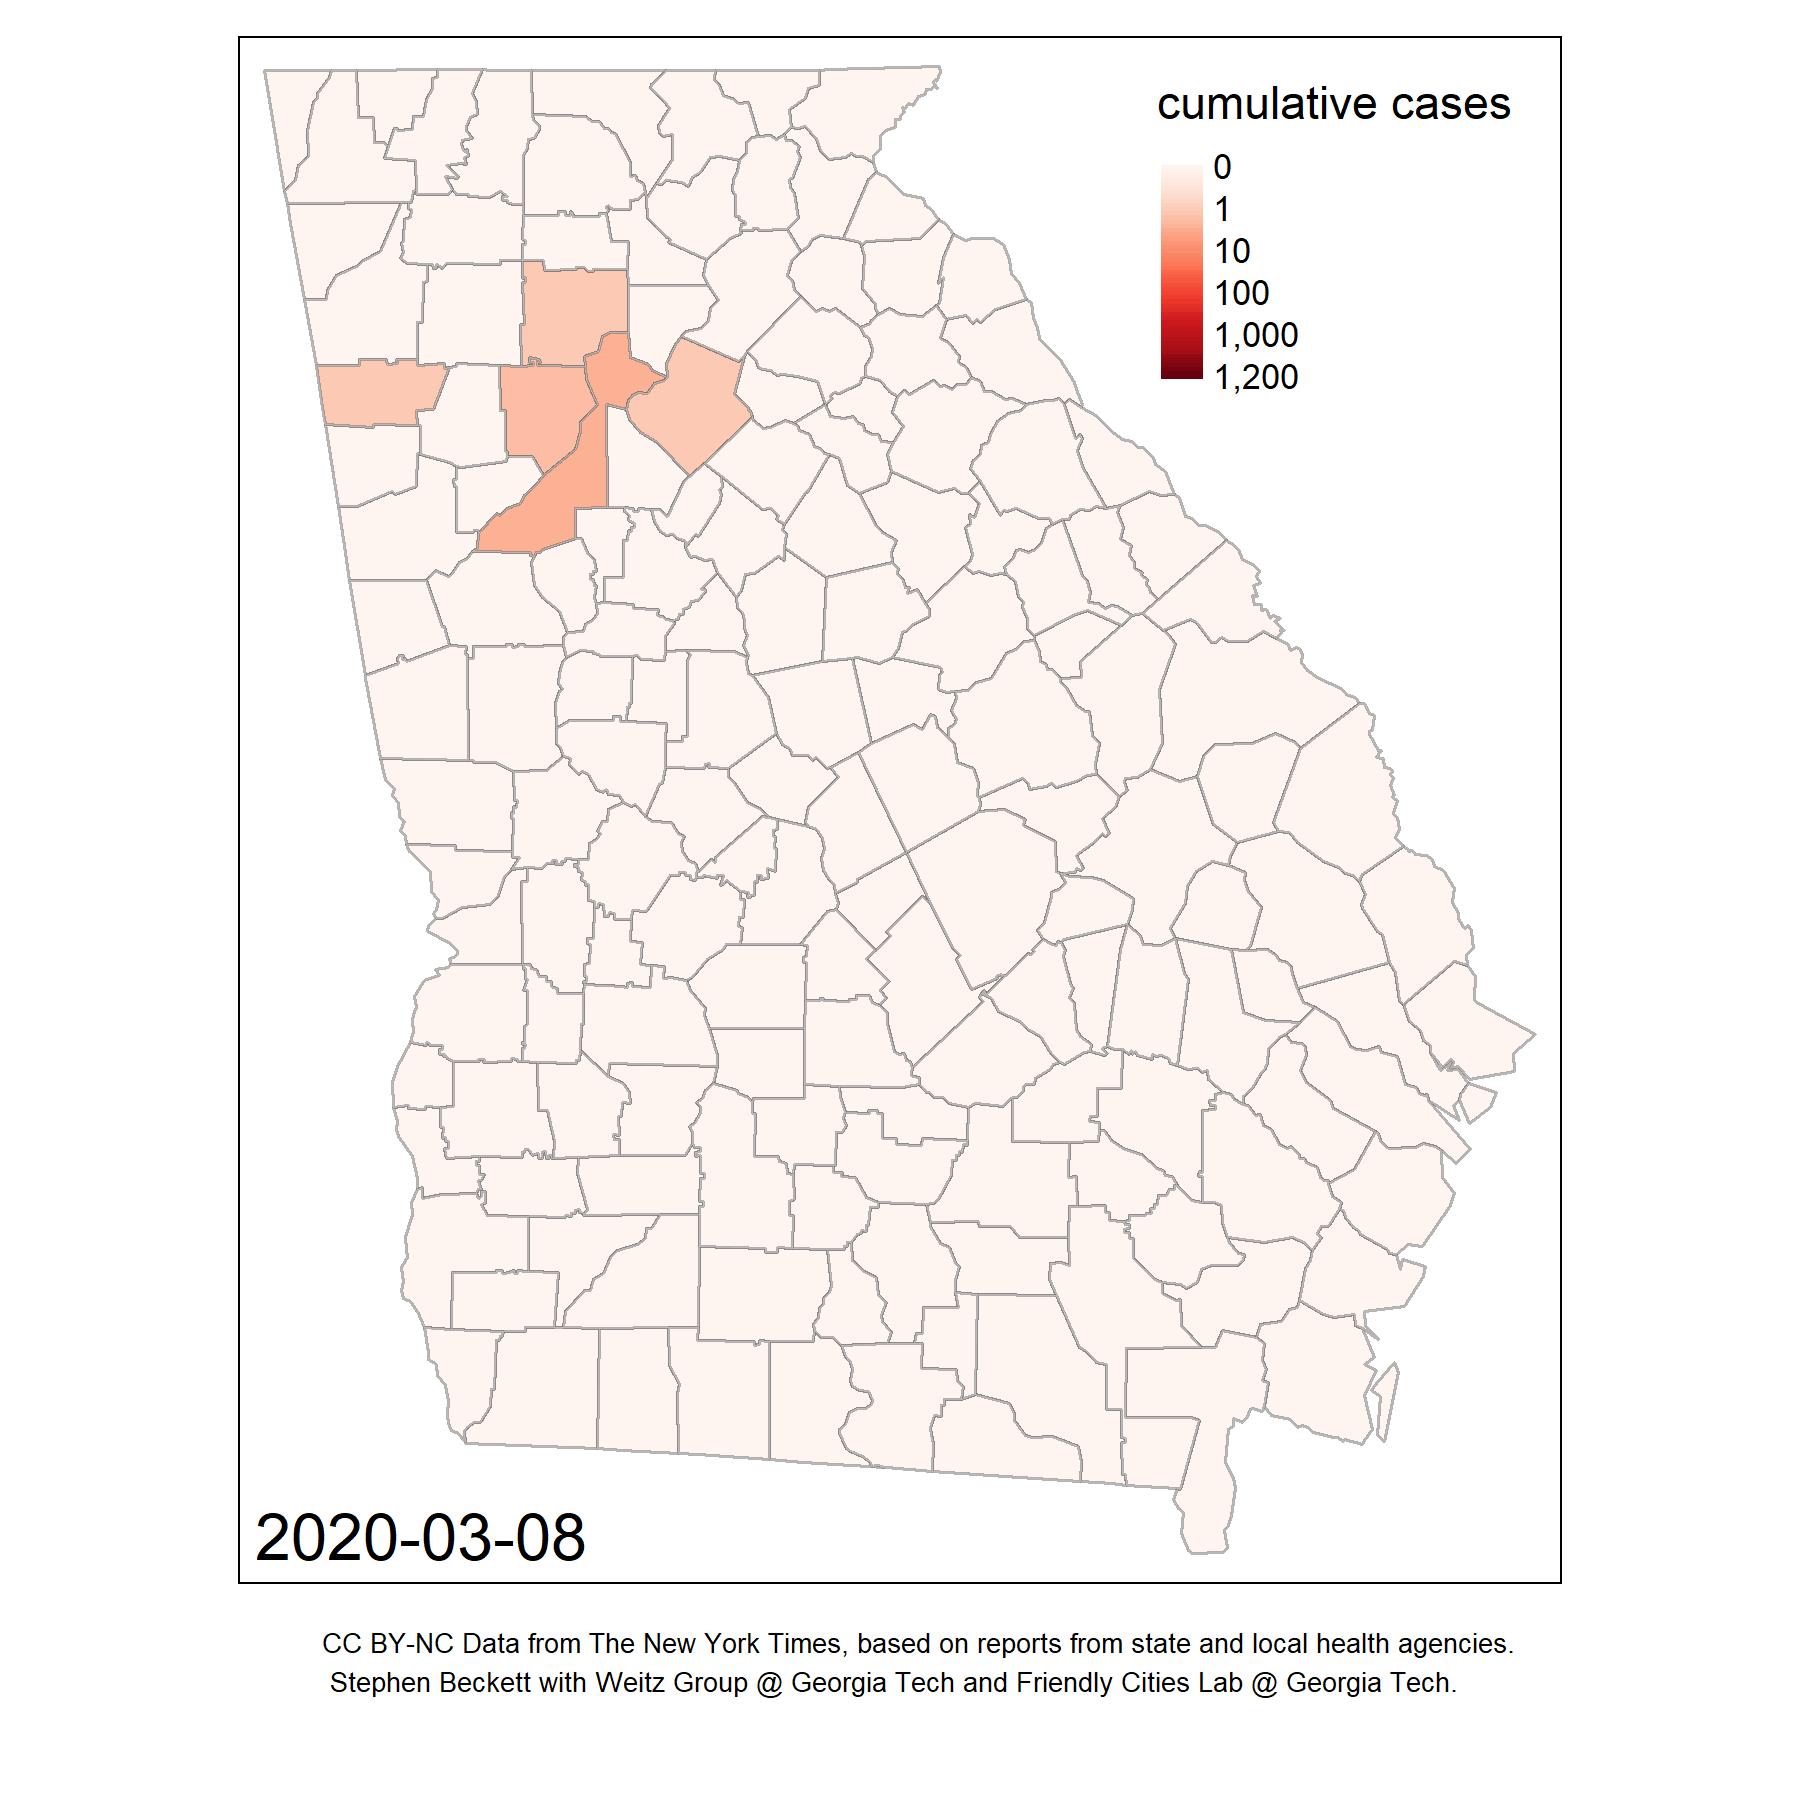 cumulative cases
0
1
10
100
1,000
1,200
2020-03-08
CC BY-NC Data from The New York Times, based on reports from state and local health agencies.
Stephen Beckett with Weitz Group @ Georgia Tech and Friendly Cities Lab @ Georgia Tech.